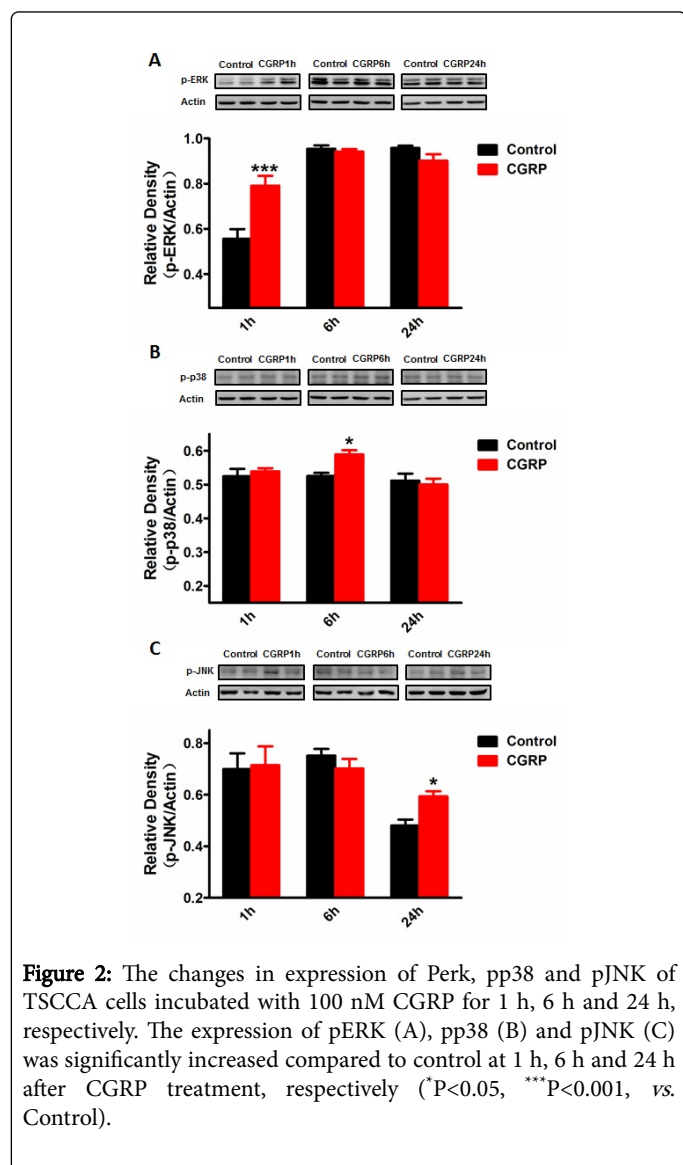 A
Control CGRP1h Control CGRP6h Control CGRP24h
p-ERK
Actin
Relative Density
(p-ERK/Actin)
1.0
0.8
0.6
0.4
***
Control
CGRP
1h
6h
24h
B
Control CGRP1h Control CGRP6h Control CGRP24h
p-p38
Actin
Relative Density
(p-p38/Actin)
0.6
0.5
0.4
0.3
0.2
*
Control
CGRP
1h
6h
24h
C
Control CGRP1h Control CGRP6h Control CGRP24h
p-JNK
Actin
Relative Density
(p-JNK/Actin)
0.8
0.6
0.4
0.2
*
Control
CGRP
1h
6h
24h
Figure 2: The changes in expression of Perk, pp38 and pJNK of
TSCCA cells incubated with 100 nM CGRP for 1 h, 6 h and 24 h,
respectively. The expression of pERK (A), pp38 (B) and pJNK (C)
was significantly increased compared to control at 1 h, 6 h and 24 h
after CGRP treatment, respectively (*P<0.05, ***P<0.001, vs.
Control).